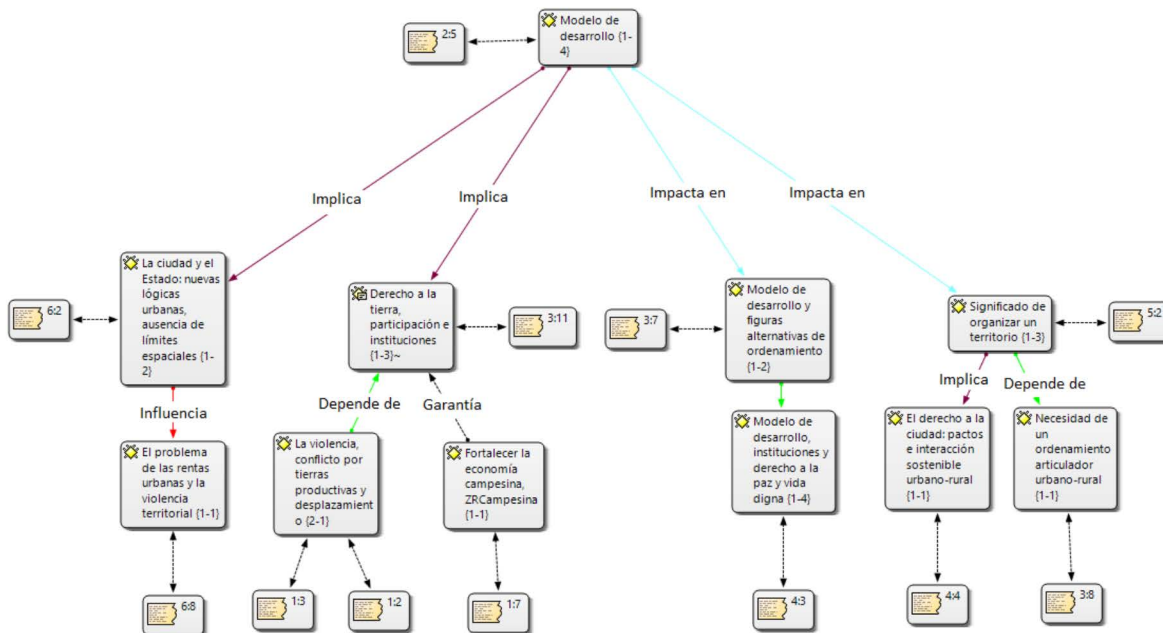 2:5
Modelo de
desarrollo {1-
4}
Implica
Implica
Impacta en
Impacta en
6:2
La ciudad y el
Estado: nuevas
lógicas
urbanas,
ausencia de
límites
espaciales {1-
2}
Derecho a la
tierra,
participación e
instituciones
{1-3}~
3:11
3:7
Modelo de
desarrollo y
figuras
alternativas de
ordenamiento
{1-2}
Significado de
organizar un
territorio {1-3}
5:2
Influencia
Depende de
Garantía
Implica
Depende de
El problema
de las rentas
urbanas y la
violencia
territorial {1-1}
La violencia,
conflicto por
tierras
productivas y
desplazamient
o {2-1}
Fortalecer la
economía
campesina,
ZRCampesina
{1-1}
Modelo de
desarrollo,
instituciones y
derecho a la
paz y vida
digna {1-4}
El derecho a la
ciudad: pactos
e interacción
sostenible
urbano-rural
{1-1}
Necesidad de
un
ordenamiento
articulador
urbano-rural
{1-1}
6:8
1:3
1:2
1:7
4:3
4:4
3:8